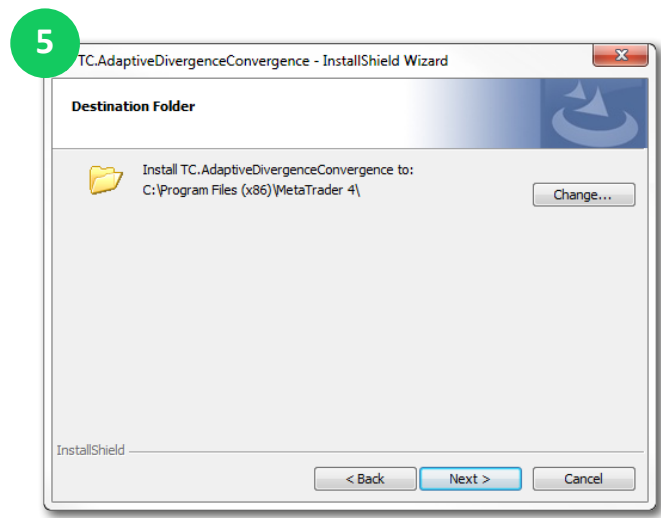 5
TC.AdaptiveDivergenceConvergence - InstallShield Wizard
Destination Folder
Install TC.AdaptiveDivergenceConvergence to:
C:\Program Files (x86)\MetaTrader 4\
Change...
InstallShield
< Back
Next >
Cancel